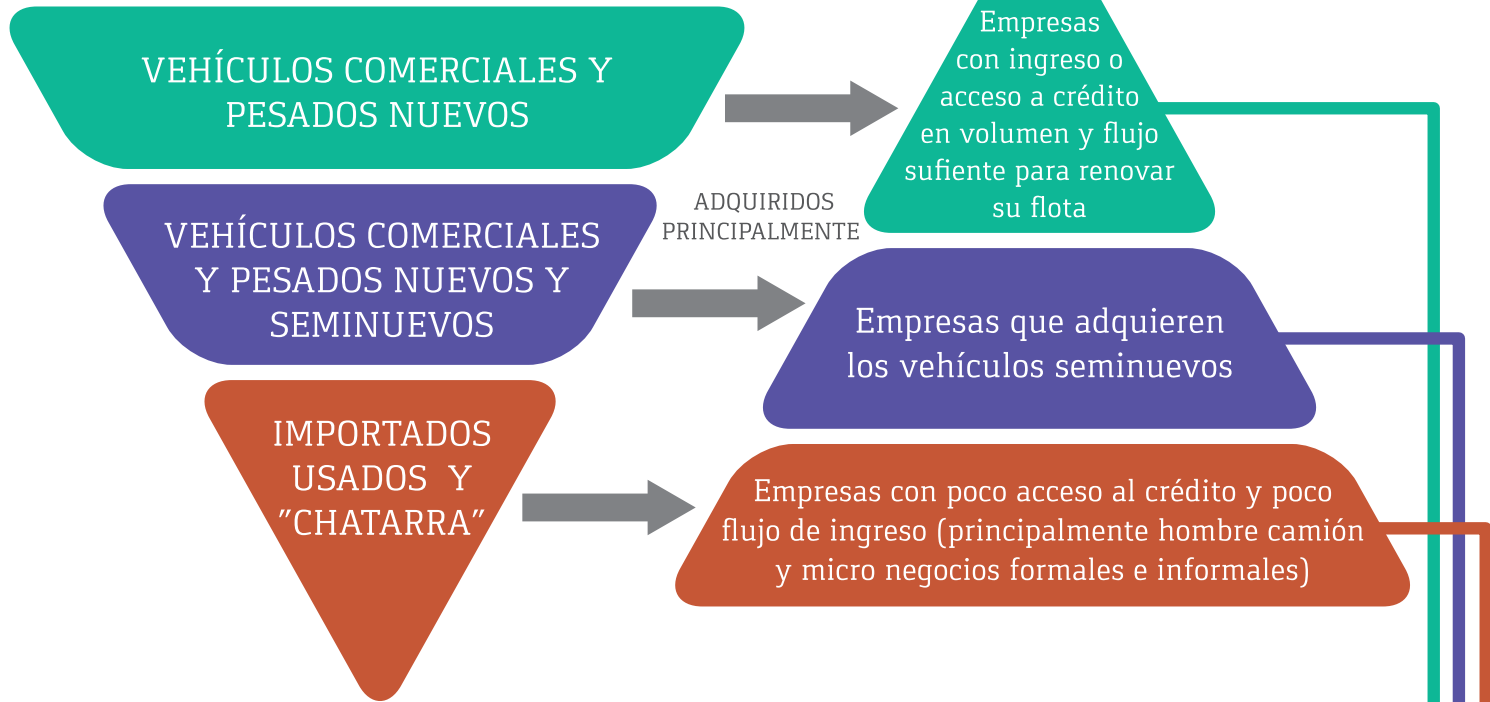 VEHÍCULOS COMERCIALES Y
PESADOS NUEVOS
Empresas
con ingreso o
acceso a crédito
en volumen y flujo
sufiente para renovar
su flota
ADQUIRIDOS
PRINCIPALMENTE
VEHÍCULOS COMERCIALES
Y PESADOS NUEVOS Y
SEMINUEVOS
Empresas que adquieren
los vehículos seminuevos
IMPORTADOS
USADOS Y
"CHATARRA"
Empresas con poco acceso al crédito y poco
flujo de ingreso (principalmente hombre camión
y micro negocios formales e informales)